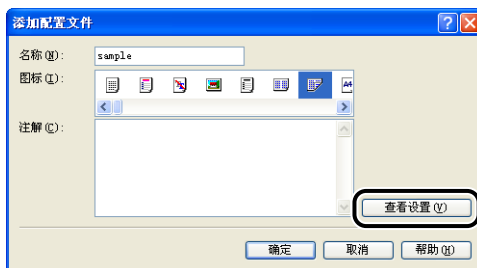 添加配置文件
名称(N):
sample
图标(I):
注解(C):
查看设置(V)
确定
取消
帮助(H)